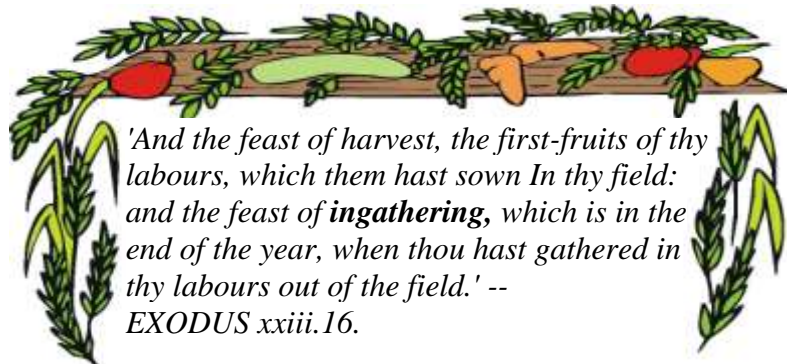 'And the feast of harvest, the first-fruits of thy
labours, which them hast sown In thy field:
and the feast of ingathering, which is in the
end of the year, when thou hast gathered in
thy labours out of the field.' --
EXODUS xxiii.16.